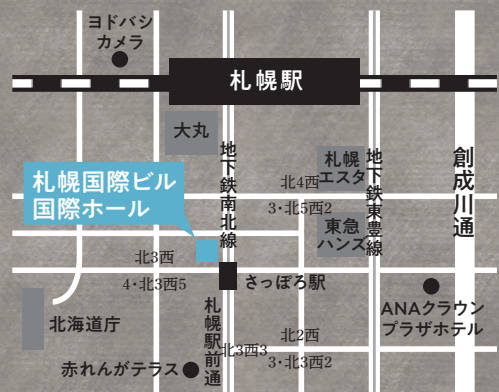 ヨドバシ
カメラ
札幌駅
大丸
地下鉄南北線
札幌
エスタ
地下鉄東豊線
創成川通
札幌国際ビル
国際ホール
北4西
3・北5西2
東急
ハンズ
北3西
4・北3西5
さっぽろ駅
北海道庁
札幌駅前通
ANAクラウン
プラザホテル
北2西
北3西3
3・北3西2
赤れんがテラス